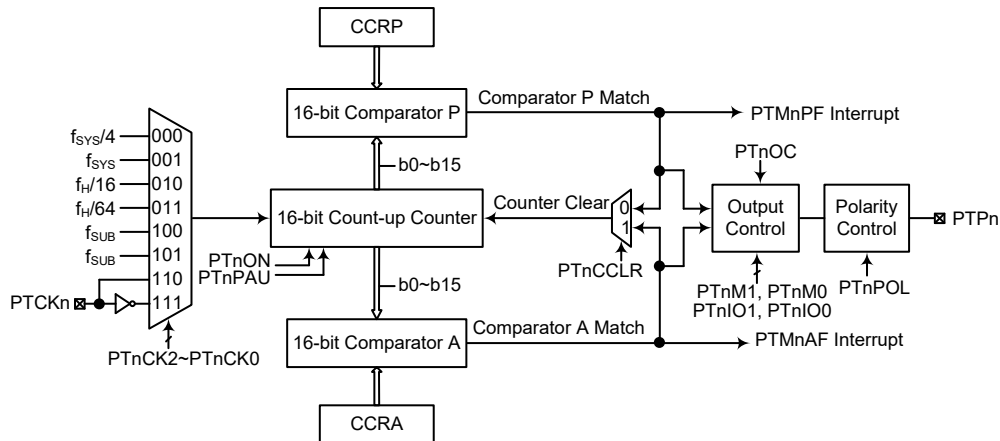 CCRP
16-bit Comparator P
Comparator P Match
PTMnPF Interrupt
b0~b15
fSYS/4
000
fSYS
001
fH/16
010
fH/64
011
fSUB
100
fSUB
101
110
111
PTCKn
PTnCK2~PTnCK0
16-bit Count-up Counter
Counter Clear
0
1
PTnCCLR
PTnOC
Output
Control
Polarity
Control
PTPn
PTnON
PTnPAU
PTnM1, PTnM0
PTnIO1, PTnIO0
PTnPOL
b0~b15
16-bit Comparator A
Comparator A Match
PTMnAF Interrupt
CCRA